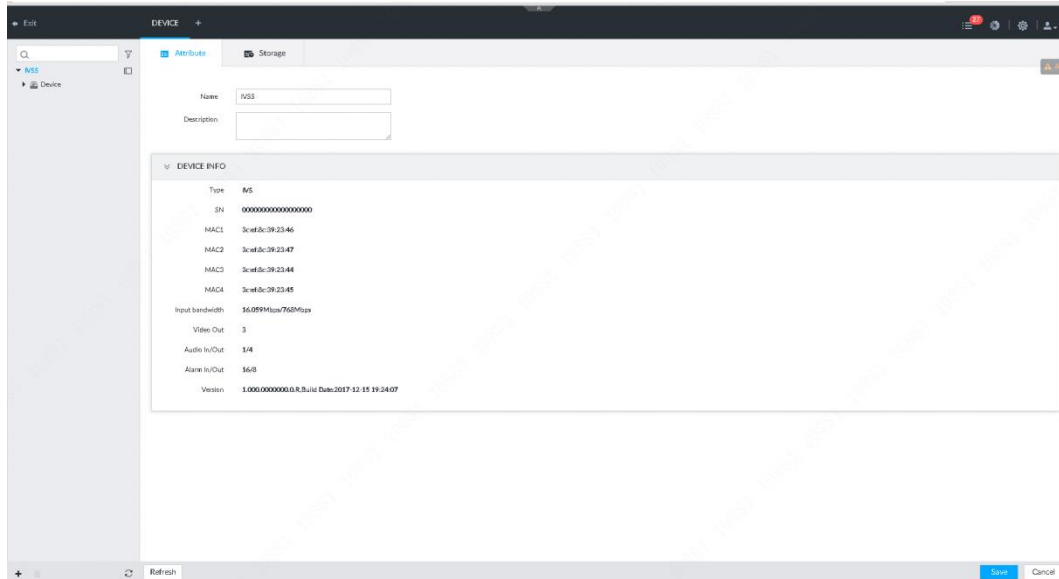 Exit
DEVICE +
27
IVSS
Device
Attribute
Storage
Name IVSS
Description
DEVICE INFO
Type IVS
SN 000000000000000000
MAC1 3c:ef:8c:39:23:46
MAC2 3c:ef:8c:39:23:47
MAC3 3c:ef:8c:39:23:44
MAC4 3c:ef:8c:39:23:45
Input bandwidth 16.059Mbps/768Mbps
Video Out 3
Audio In/Out 1/4
Alarm In/Out 16/8
Version 1.000.0000000.0.R,Build Date:2017-12-15 19:24:07
+
Refresh
Save
Cancel